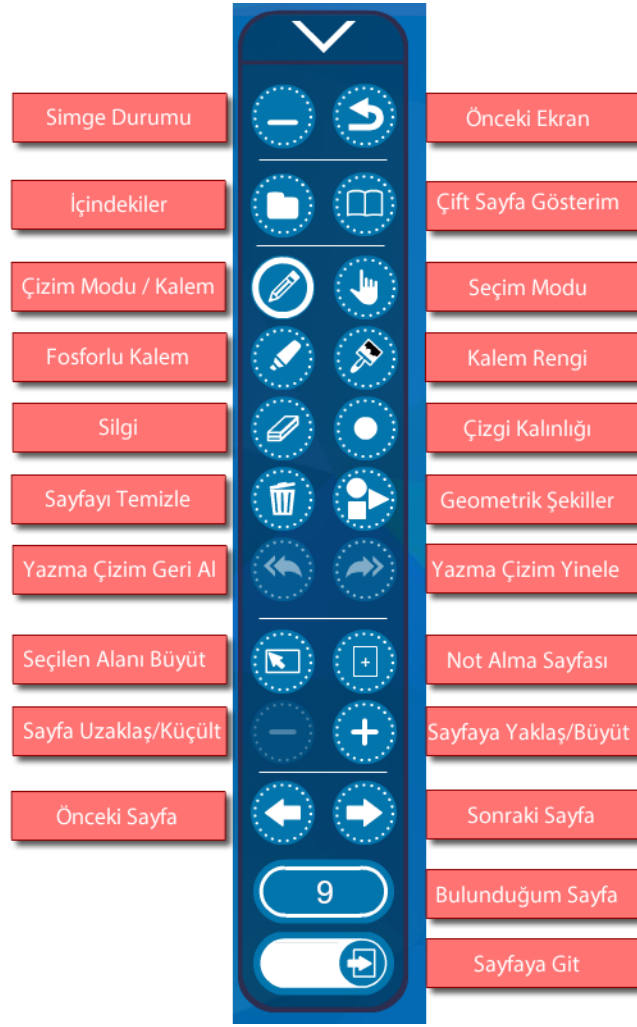 Simge Durumu
Önceki Ekran
İçindekiler
Çift Sayfa Gösterim
Çizim Modu / Kalem
Seçim Modu
Fosforlu Kalem
Kalem Rengi
Silgi
Çizgi Kalınlığı
Sayfayı Temizle
Geometrik Şekiller
Yazma Çizim Geri Al
Yazma Çizim Yinele
Seçilen Alanı Büyüt
Not Alma Sayfası
Sayfa Uzaklaş/Küçült
Sayfaya Yaklaş/Büyüt
Önceki Sayfa
Sonraki Sayfa
9
Bulunduğum Sayfa
Sayfaya Git